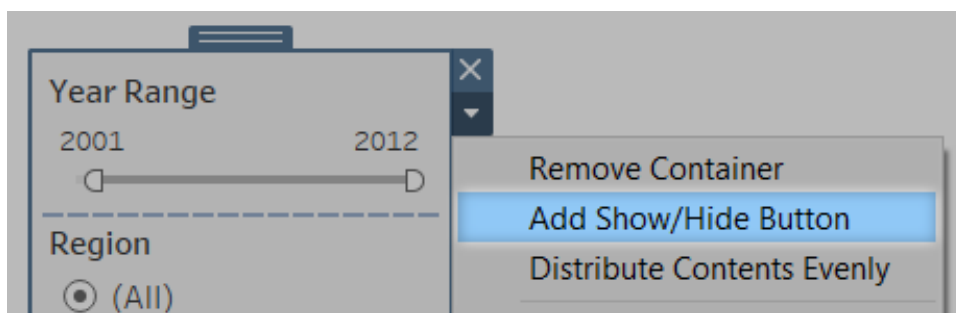 Year Range
2001 2012
Region
(All)
Remove Container
Add Show/Hide Button
Distribute Contents Evenly